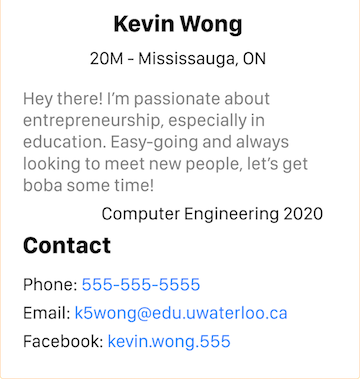 Kevin Wong
20M - Mississauga, ON
Hey there! I'm passionate about
entrepreneurship, especially in
education. Easy-going and always
looking to meet new people, let's get
boba some time!
Computer Engineering 2020
Contact
Phone: 555-555-5555
Email: k5wong@edu.uwaterloo.ca
Facebook: kevin.wong.555